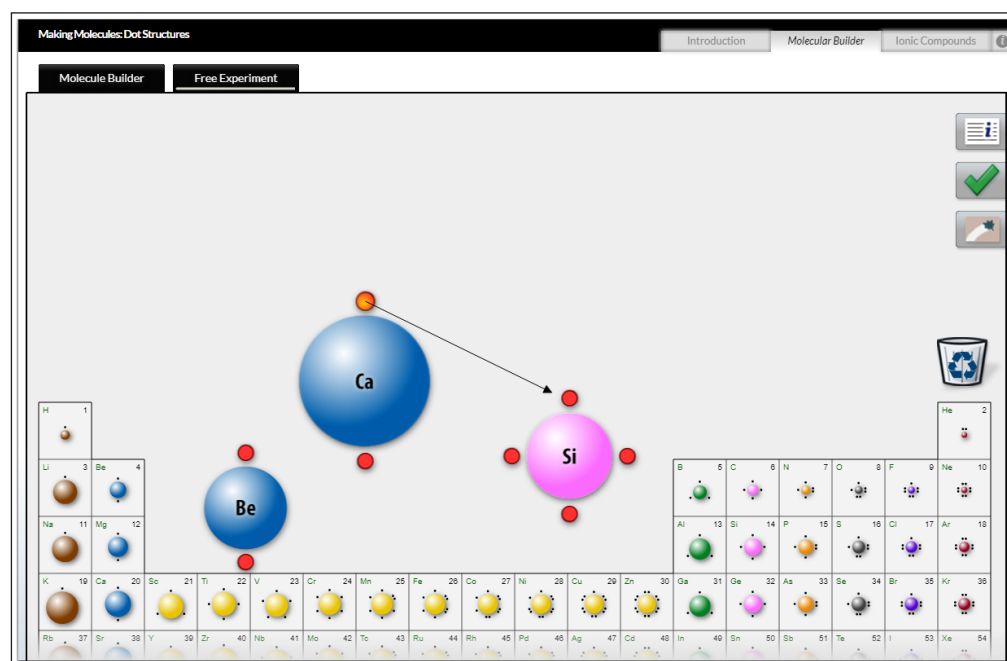 Making Molecules: Dot Structures
Introduction
Molecular Builder
Ionic Compounds
i
Molecule Builder
Free Experiment
i
Ca
Si
Be
H 1
He 2
Li 3 Be 4
B 5 C 6 N 7 O 8 F 9 Ne 10
Na 11 Mg 12
Al 13 Si 14 P 15 S 16 Cl 17 Ar 18
K 19 Ca 20 Sc 21 Ti 22 V 23 Cr 24 Mn 25 Fe 26 Co 27 Ni 28 Cu 29 Zn 30 Ga 31 Ge 32 As 33 Se 34 Br 35 Kr 36
Rb 37 Sr 38 Y 39 Zr 40 Nb 41 Mo 42 Tc 43 Ru 44 Rh 45 Pd 46 Ag 47 Cd 48 In 49 Sn 50 Sb 51 Te 52 I 53 Xe 54